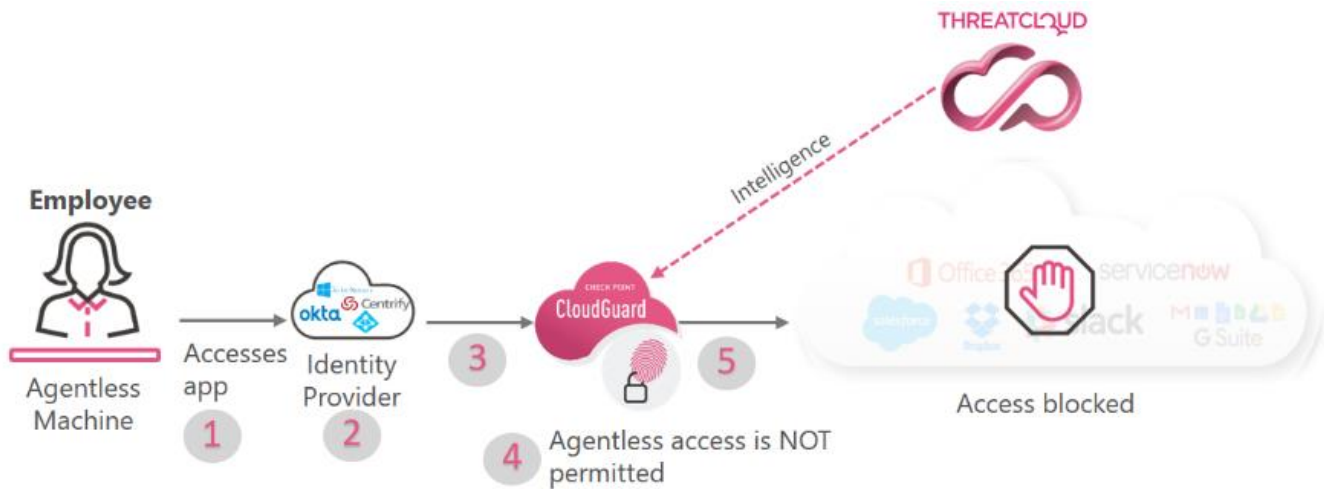 THREATCLOUD
Intelligence
Employee
Office 365
servicenow
okta
Centrify
CHECK POINT
CloudGuard
salesforce
Dropbox
slack
G Suite
Accesses
app
1
Identity
Provider
2
3
5
Agentless
Machine
Access blocked
4
Agentless access is NOT
permitted